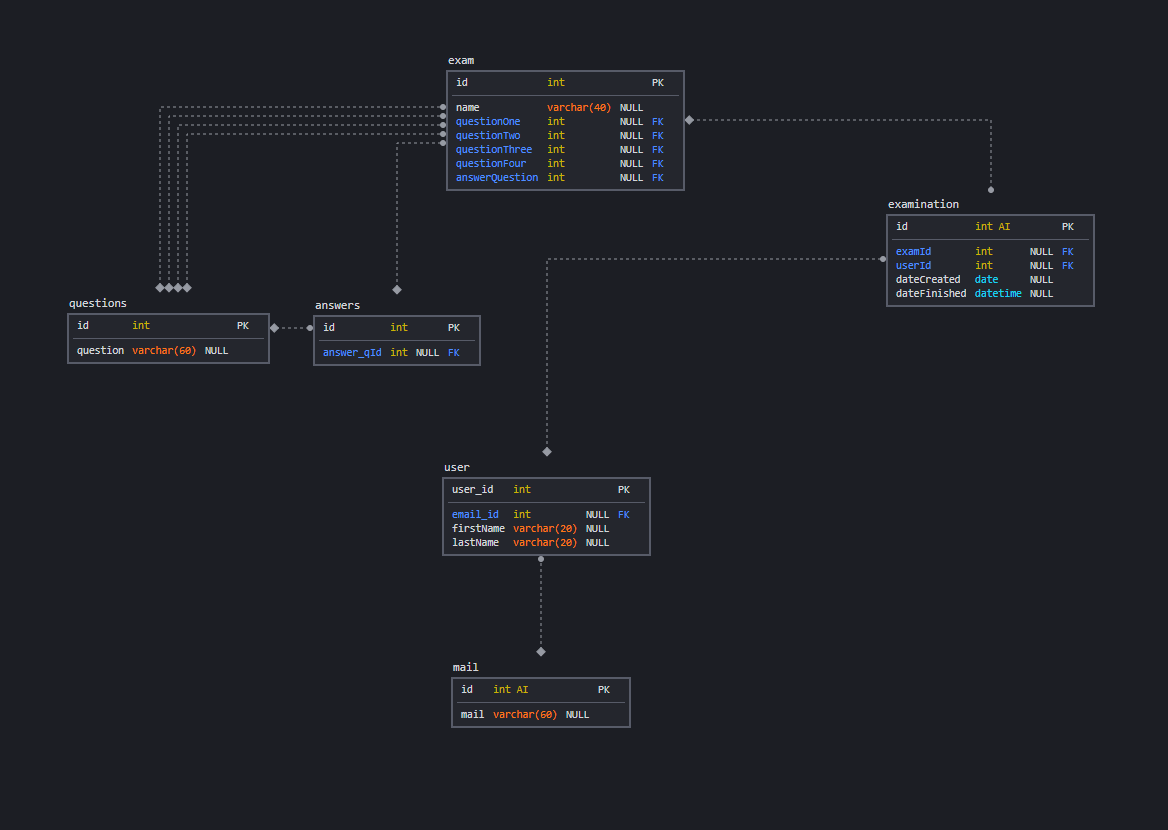 exam
id int PK
name varchar(40) NULL
questionOne int NULL FK
questionTwo int NULL FK
questionThree int NULL FK
questionFour int NULL FK
answerQuestion int NULL FK
examination
id int AI PK
examId int NULL FK
userId int NULL FK
dateCreated date NULL
dateFinished datetime NULL
questions
id int PK
question varchar(60) NULL
answers
id int PK
answer_qId int NULL FK
user
user_id int PK
email_id int NULL FK
firstName varchar(20) NULL
lastName varchar(20) NULL
mail
id int AI PK
mail varchar(60) NULL